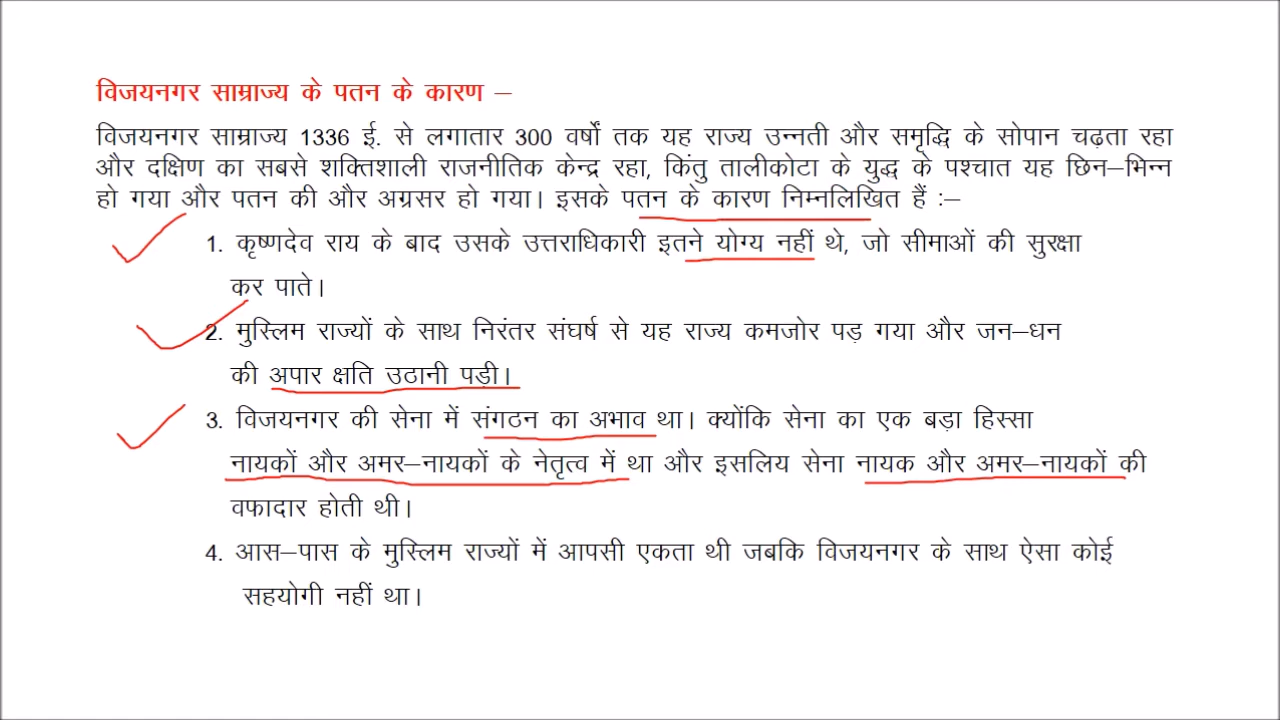 विजयनगर साम्राज्य के पतन के कारण –
विजयनगर साम्राज्य 1336 ई. से लगातार 300 वर्षों तक यह राज्य उन्नती और समृद्धि के सोपान चढ़ता रहा
और दक्षिण का सबसे शक्तिशाली राजनीतिक केन्द्र रहा, किंतु तालीकोटा के युद्ध के पश्चात यह छिन–भिन्न
हो गया और पतन की और अग्रसर हो गया। इसके पतन के कारण निम्नलिखित हैं :–
1. कृष्णदेव राय के बाद उसके उत्तराधिकारी इतने योग्य नहीं थे, जो सीमाओं की सुरक्षा
कर पाते।
2. मुस्लिम राज्यों के साथ निरंतर संघर्ष से यह राज्य कमजोर पड़ गया और जन–धन
की अपार क्षति उठानी पड़ी।
3. विजयनगर की सेना में संगठन का अभाव था। क्योंकि सेना का एक बड़ा हिस्सा
नायकों और अमर–नायकों के नेतृत्व में था और इसलिय सेना नायक और अमर–नायकों की
वफादार होती थी।
4. आस–पास के मुस्लिम राज्यों में आपसी एकता थी जबकि विजयनगर के साथ ऐसा कोई
सहयोगी नहीं था।